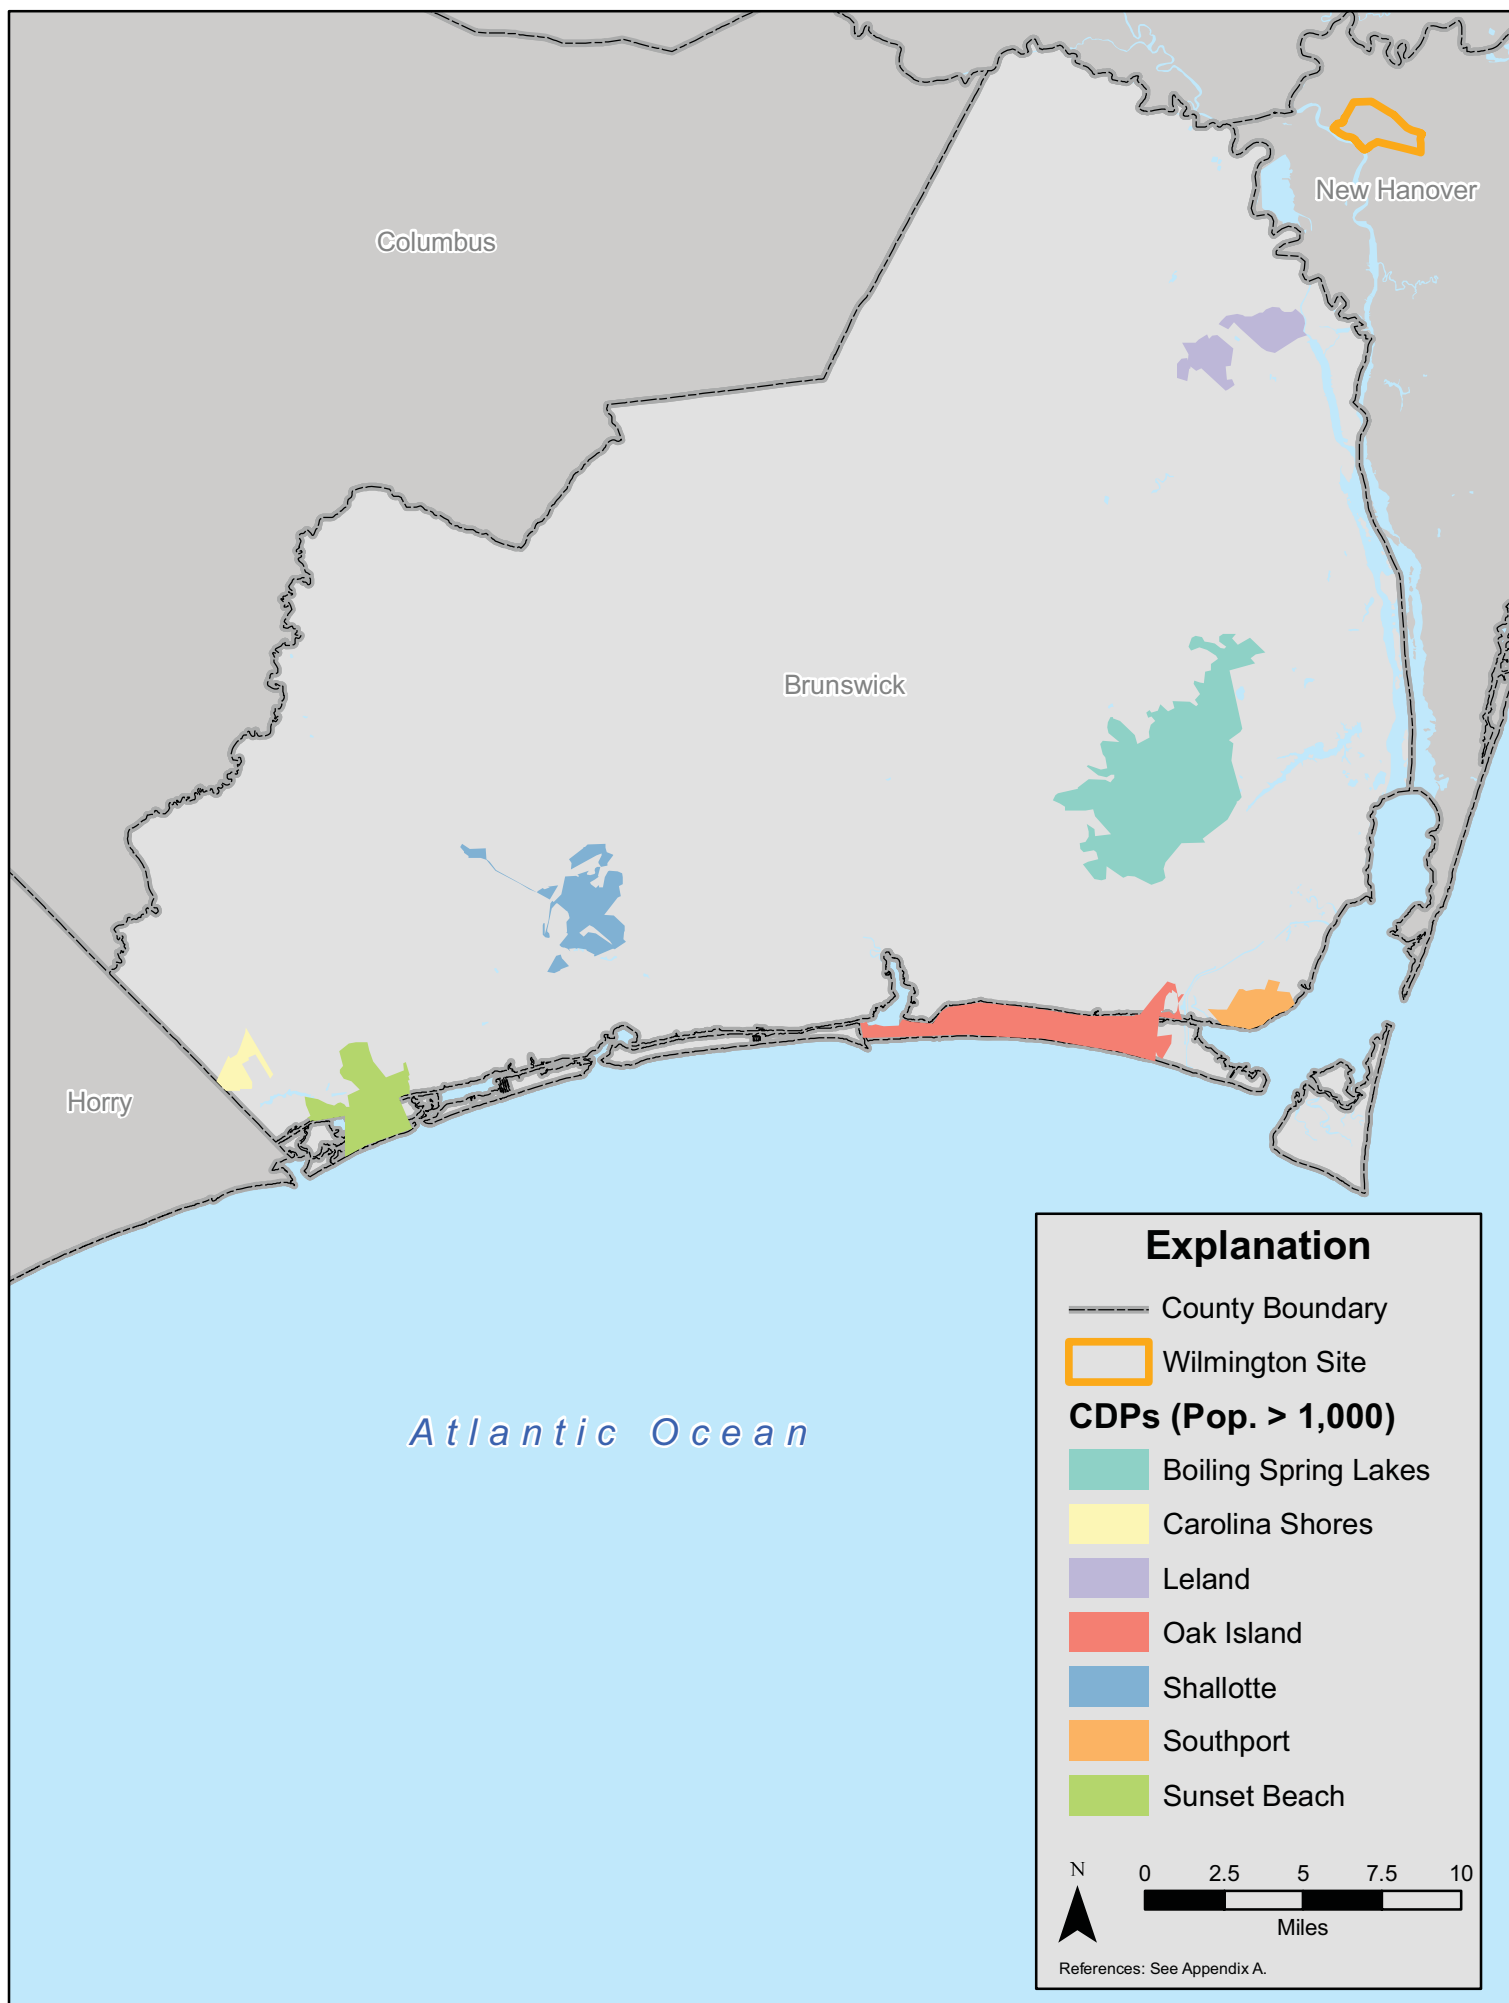 New Hanover
Columbus
Brunswick
Horry
Atlantic Ocean
Explanation
County Boundary
Wilmington Site
CDPs (Pop. > 1,000)
Boiling Spring Lakes
Carolina Shores
Leland
Oak Island
Shallotte
Southport
Sunset Beach
N
0 2.5 5 7.5 10
Miles
References: See Appendix A.